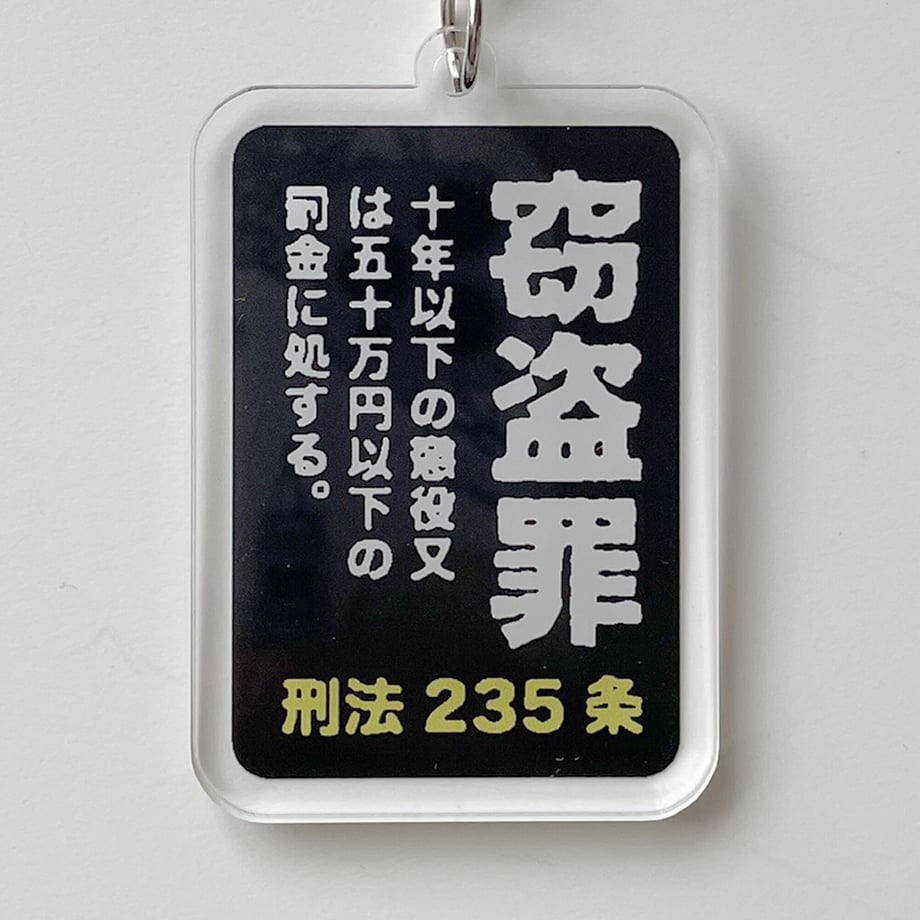 窃盗罪
十年以下の懲役又
は五十万円以下の
罰金に処する。
刑法 235 条